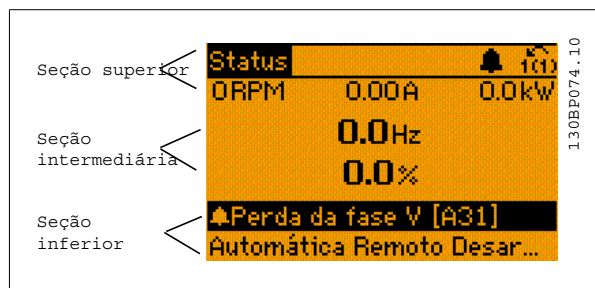 Seção superior
Seção
intermediária
Seção
inferior
Status
1(1)
0RPM 0.00A 0.0kW
0.0Hz
0.0%
Perda da fase V [A31]
Automática Remoto Desar...
130BP074.10